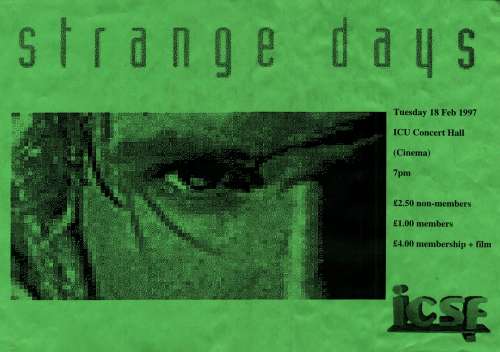 strange days
Tuesday 18 Feb 1997
ICU Concert Hall
(Cinema)
7pm
£2.50 non-members
£1.00 members
£4.00 membership + film
icsf